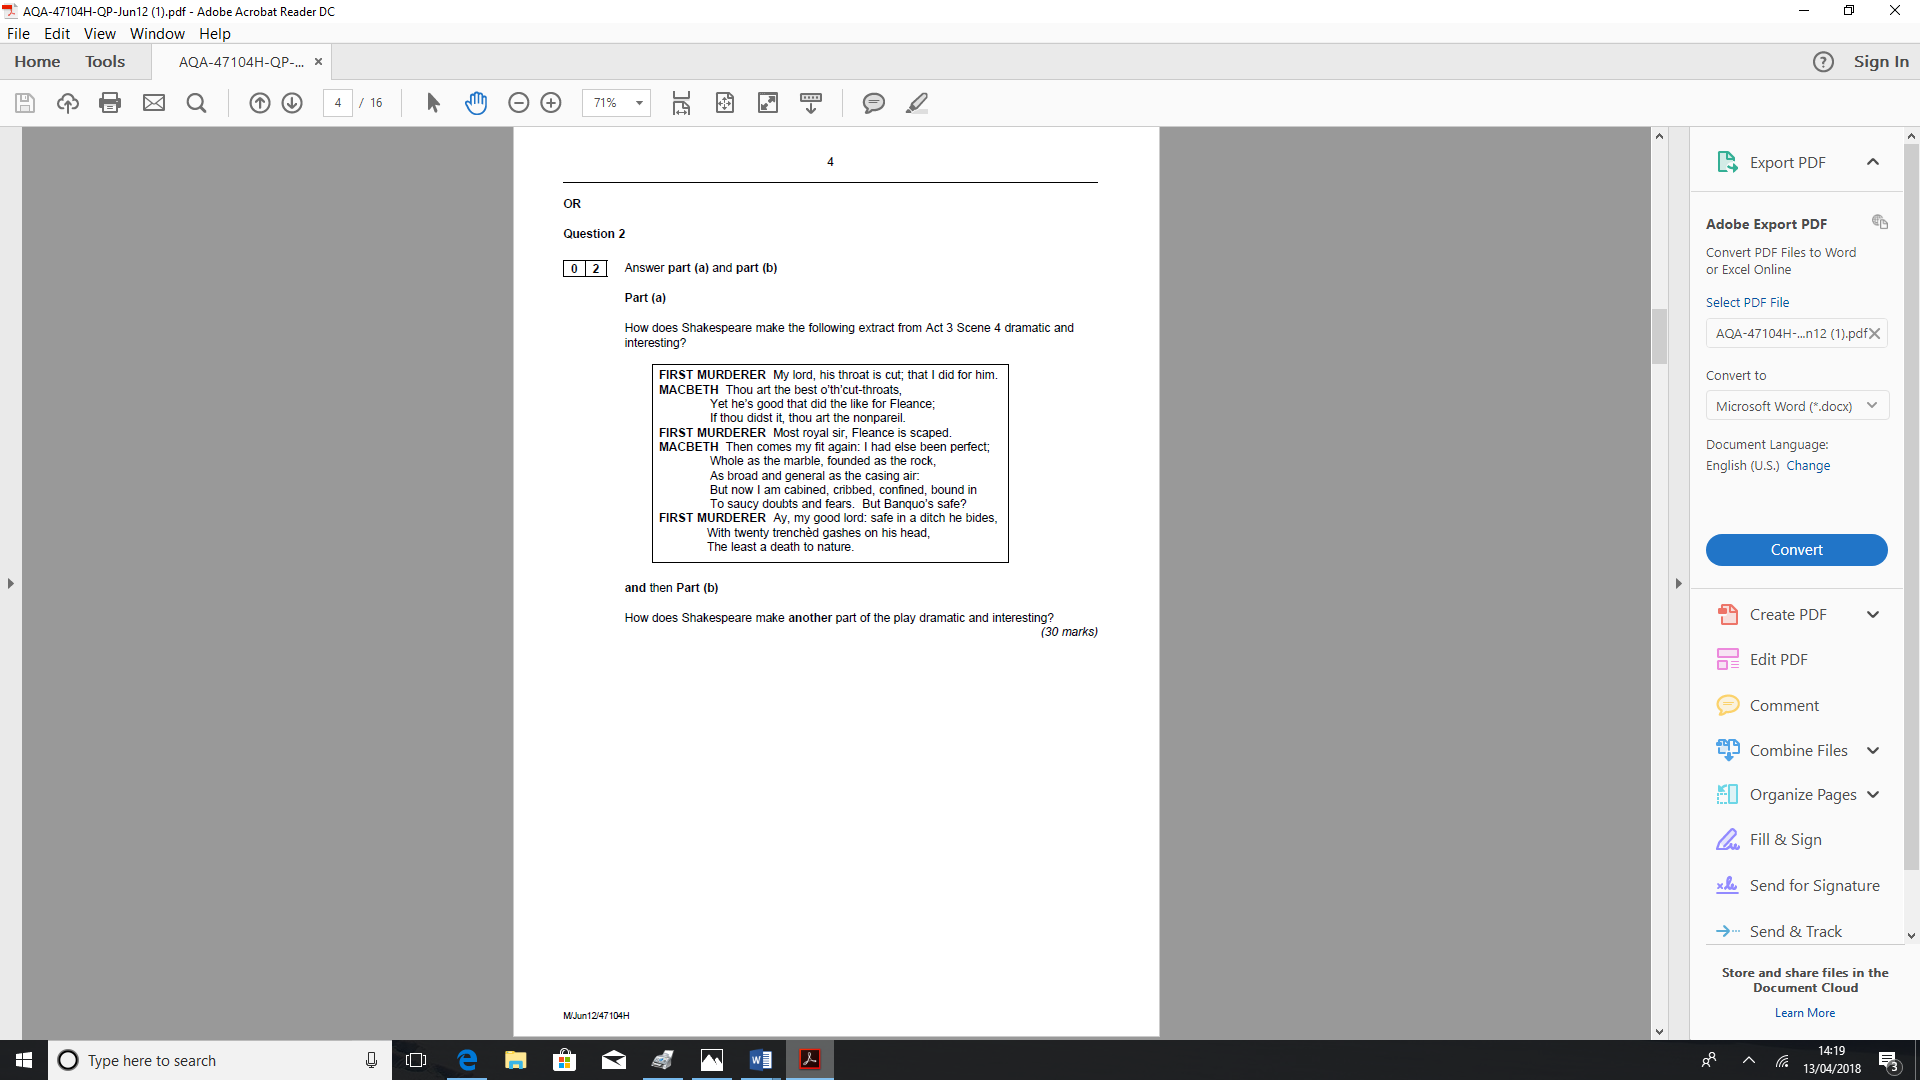 AQA-47104H-QP-Jun12 (1).pdf - Adobe Acrobat Reader DC
File Edit View Window Help
Home Tools AQA-47104H-QP-... × ? Sign In
4 / 16 71%
4
OR
Question 2
0 2 Answer part (a) and part (b)
Part (a)
How does Shakespeare make the following extract from Act 3 Scene 4 dramatic and
interesting?
FIRST MURDERER My lord, his throat is cut; that I did for him.
MACBETH Thou art the best o'th'cut-throats,
Yet he's good that did the like for Fleance;
If thou didst it, thou art the nonpareil.
FIRST MURDERER Most royal sir, Fleance is scaped.
MACBETH Then comes my fit again: I had else been perfect;
Whole as the marble, founded as the rock,
As broad and general as the casing air:
But now I am cabined, cribbed, confined, bound in
To saucy doubts and fears. But Banquo's safe?
FIRST MURDERER Ay, my good lord: safe in a ditch he bides,
With twenty trenchèd gashes on his head,
The least a death to nature.
and then Part (b)
How does Shakespeare make another part of the play dramatic and interesting?
(30 marks)
M/Jun12/47104H
Export PDF
Adobe Export PDF
Convert PDF Files to Word
or Excel Online
Select PDF File
AQA-47104H-...n12 (1).pdf
Convert to
Microsoft Word (*.docx)
Document Language:
English (U.S.) Change
Convert
Create PDF
Edit PDF
Comment
Combine Files
Organize Pages
Fill & Sign
Send for Signature
Send & Track
Store and share files in the
Document Cloud
Learn More
Type here to search
14:19
13/04/2018
3